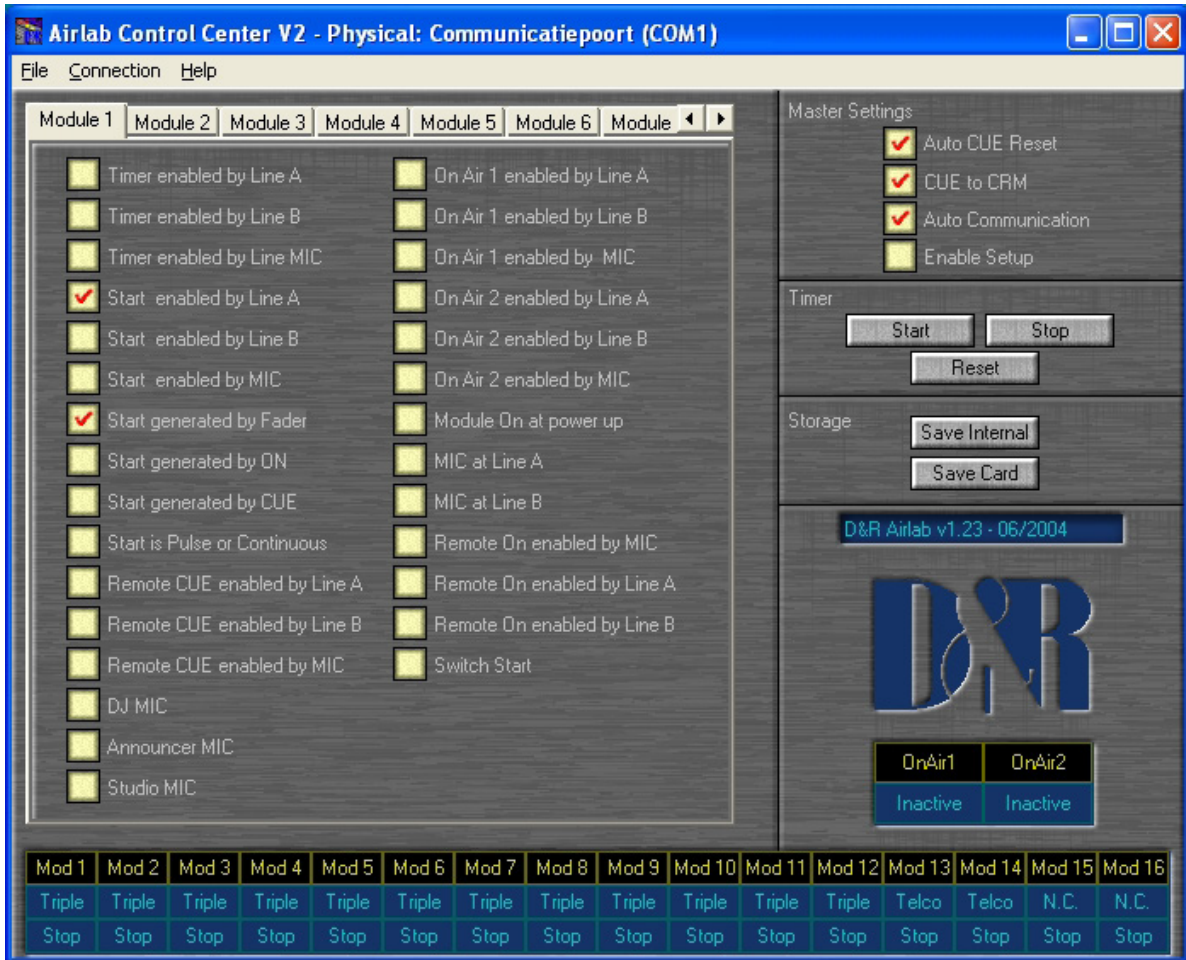 Airlab Control Center V2 - Physical: Communicatiepoort (COM1)
File Connection Help
Module 1 Module 2 Module 3 Module 4 Module 5 Module 6 Module
Timer enabled by Line A
Timer enabled by Line B
Timer enabled by Line MIC
Start enabled by Line A
Start enabled by Line B
Start enabled by MIC
Start generated by Fader
Start generated by ON
Start generated by CUE
Start is Pulse or Continuous
Remote CUE enabled by Line A
Remote CUE enabled by Line B
Remote CUE enabled by MIC
DJ MIC
Announcer MIC
Studio MIC
On Air 1 enabled by Line A
On Air 1 enabled by Line B
On Air 1 enabled by MIC
On Air 2 enabled by Line A
On Air 2 enabled by Line B
On Air 2 enabled by MIC
Module On at power up
MIC at Line A
MIC at Line B
Remote On enabled by MIC
Remote On enabled by Line A
Remote On enabled by Line B
Switch Start
Master Settings
Auto CUE Reset
CUE to CRM
Auto Communication
Enable Setup
Timer
Start Stop
Reset
Storage
Save Internal
Save Card
D&R Airlab v1.23 - 06/2004
D&R
OnAir1 OnAir2
Inactive Inactive
Mod 1 Mod 2 Mod 3 Mod 4 Mod 5 Mod 6 Mod 7 Mod 8 Mod 9 Mod 10 Mod 11 Mod 12 Mod 13 Mod 14 Mod 15 Mod 16
Triple Triple Triple Triple Triple Triple Triple Triple Triple Triple Triple Triple Telco Telco N.C. N.C.
Stop Stop Stop Stop Stop Stop Stop Stop Stop Stop Stop Stop Stop Stop Stop Stop